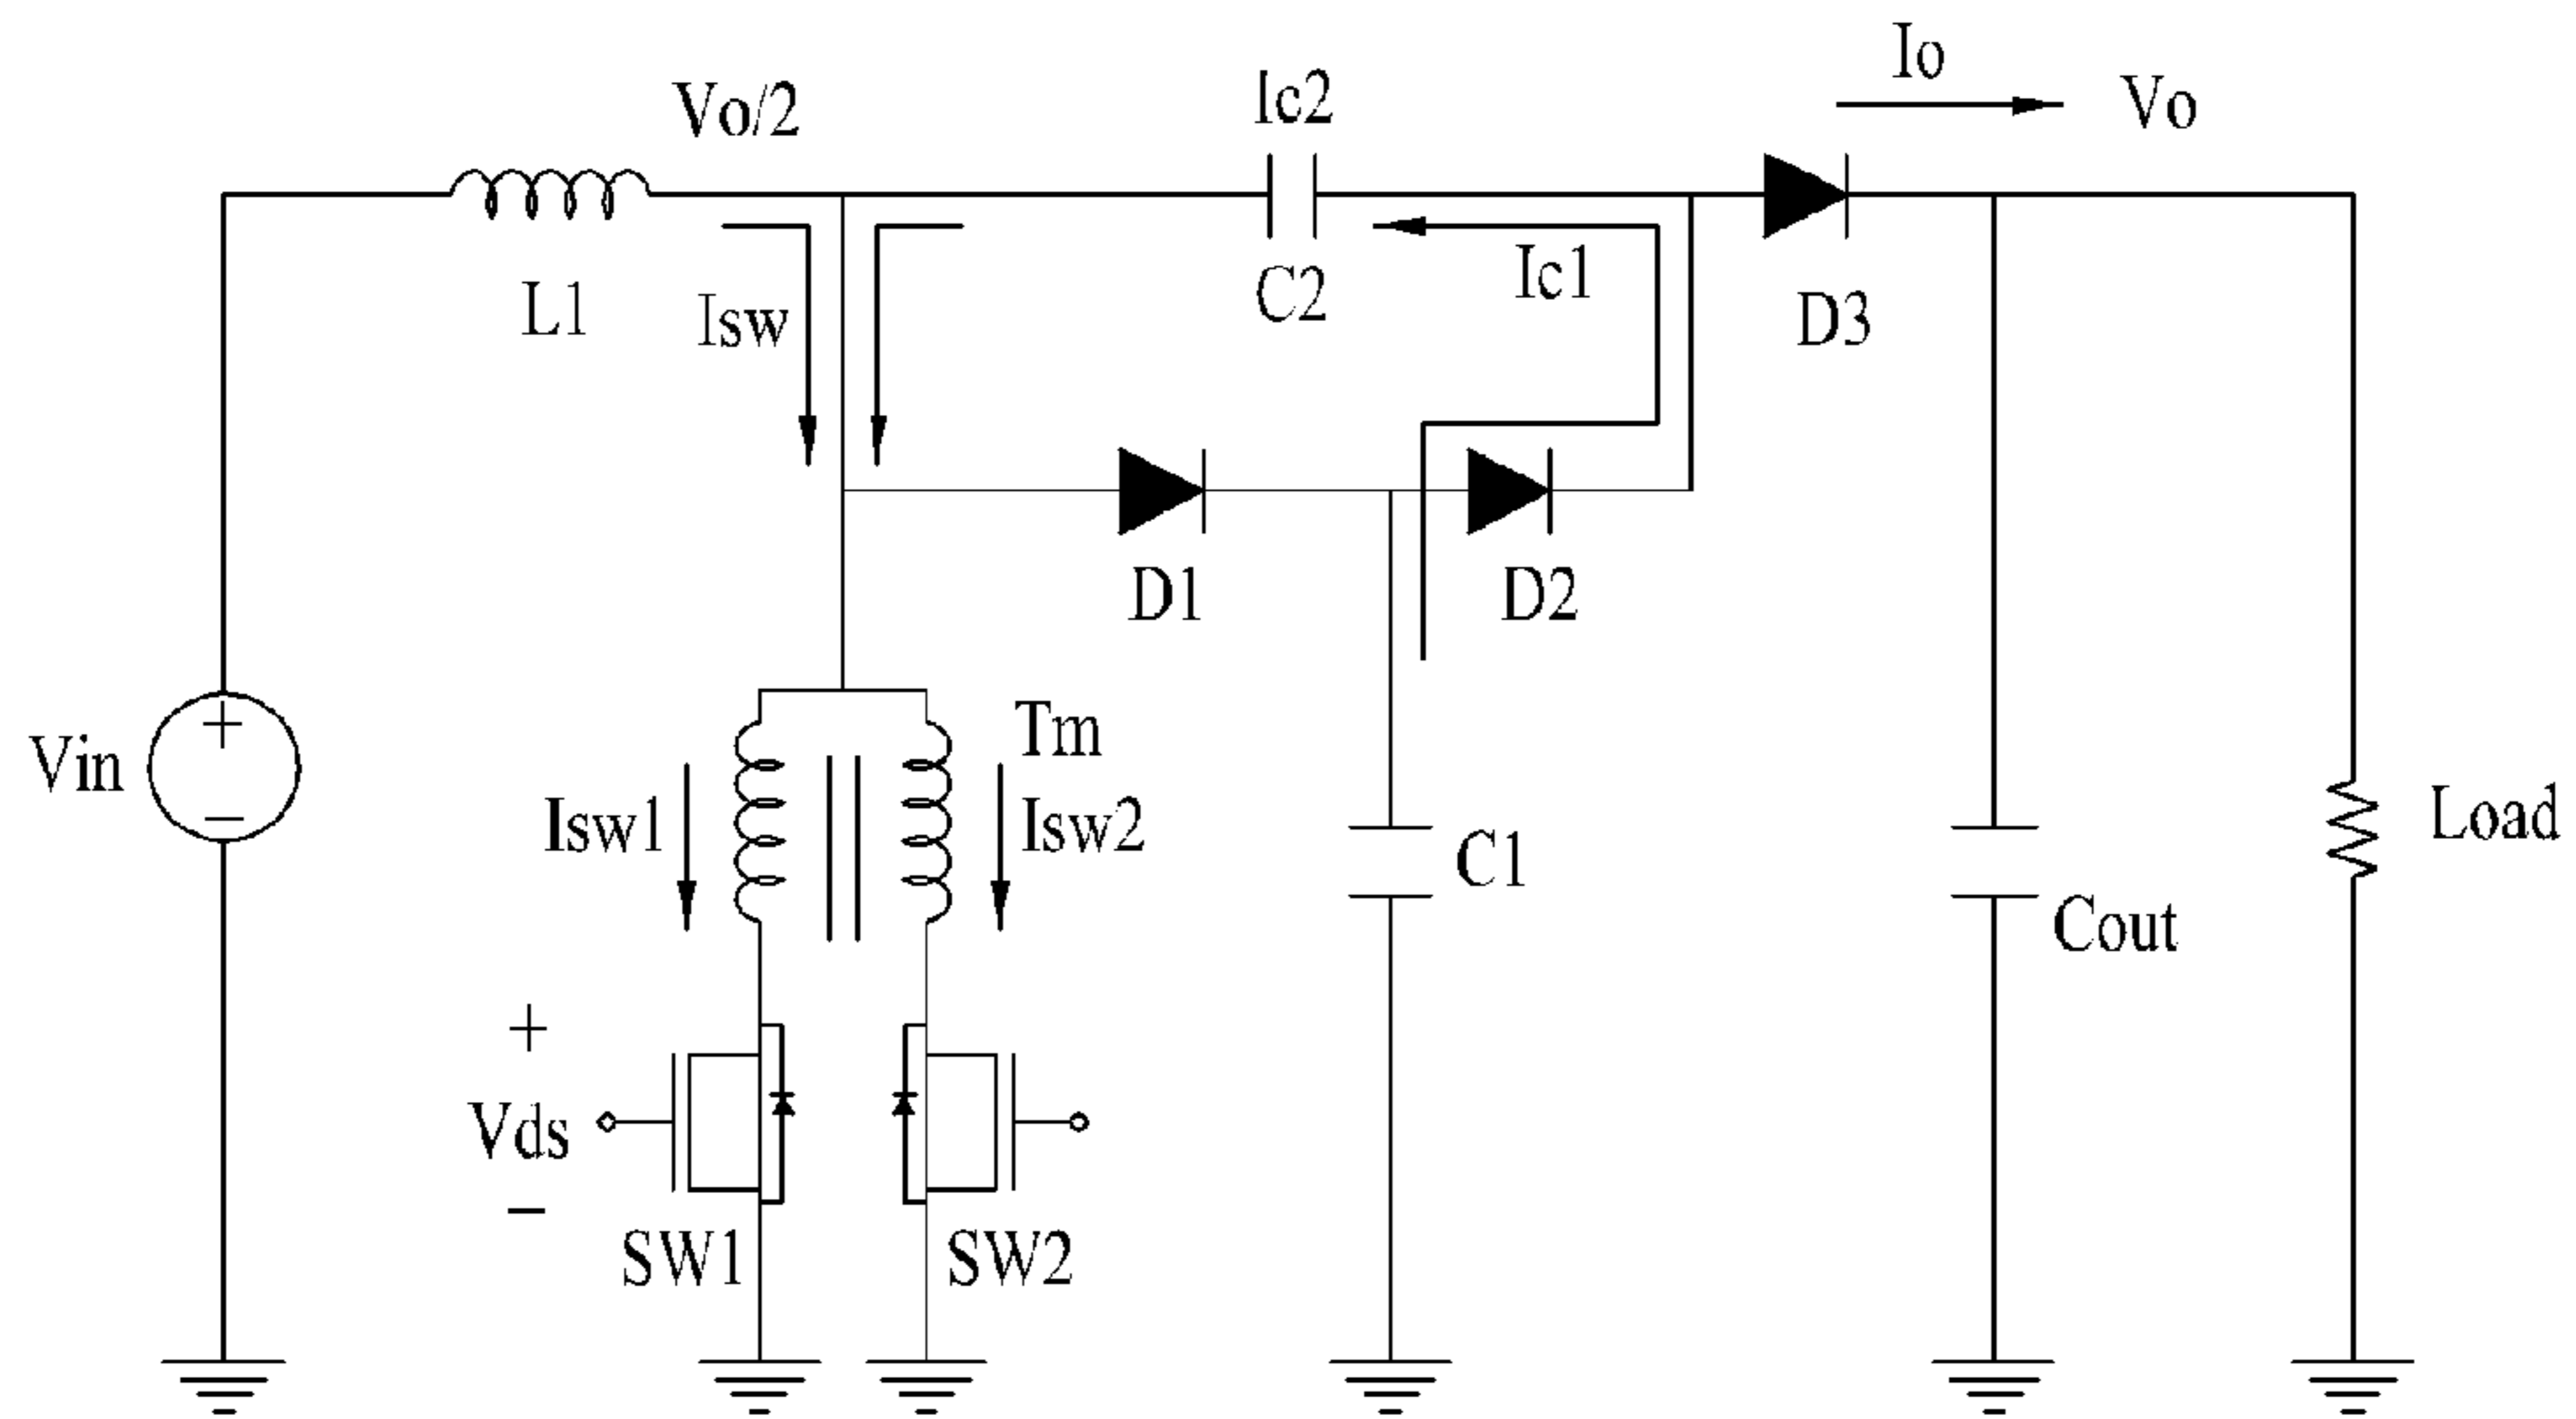 Io
Vo/2
Ic2
Vo
L1
Isw
C2
Ic1
D3
D1
D2
Tm
Vin
+
−
Isw1
Isw2
C1
Load
Cout
+
Vds
−
SW1
SW2